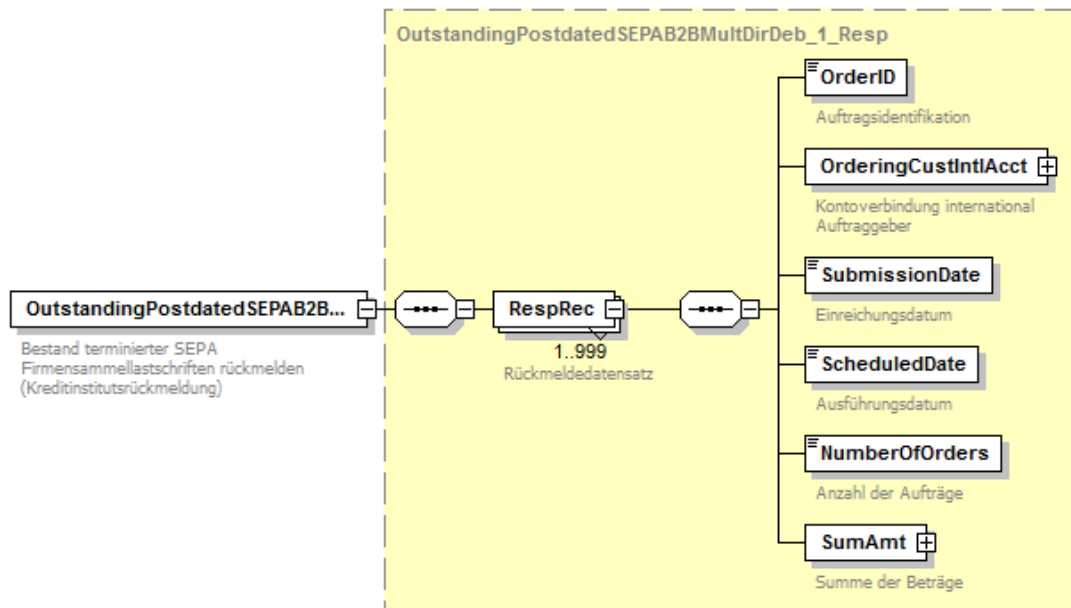 OutstandingPostdatedSEPAB2BMultDirDeb_1_Resp
OrderID
Auftragsidentifikation
OrderingCustIntlAcct
Kontoverbindung international
Auftraggeber
OutstandingPostdatedSEPAB2B...
Bestand terminierter SEPA
Firmensammellastschriften rückmelden
(Kreditinstitutsrückmeldung)
RespRec
1..999
Rückmeldedatensatz
SubmissionDate
Einreichungsdatum
ScheduledDate
Ausführungsdatum
NumberOfOrders
Anzahl der Aufträge
SumAmt
Summe der Beträge